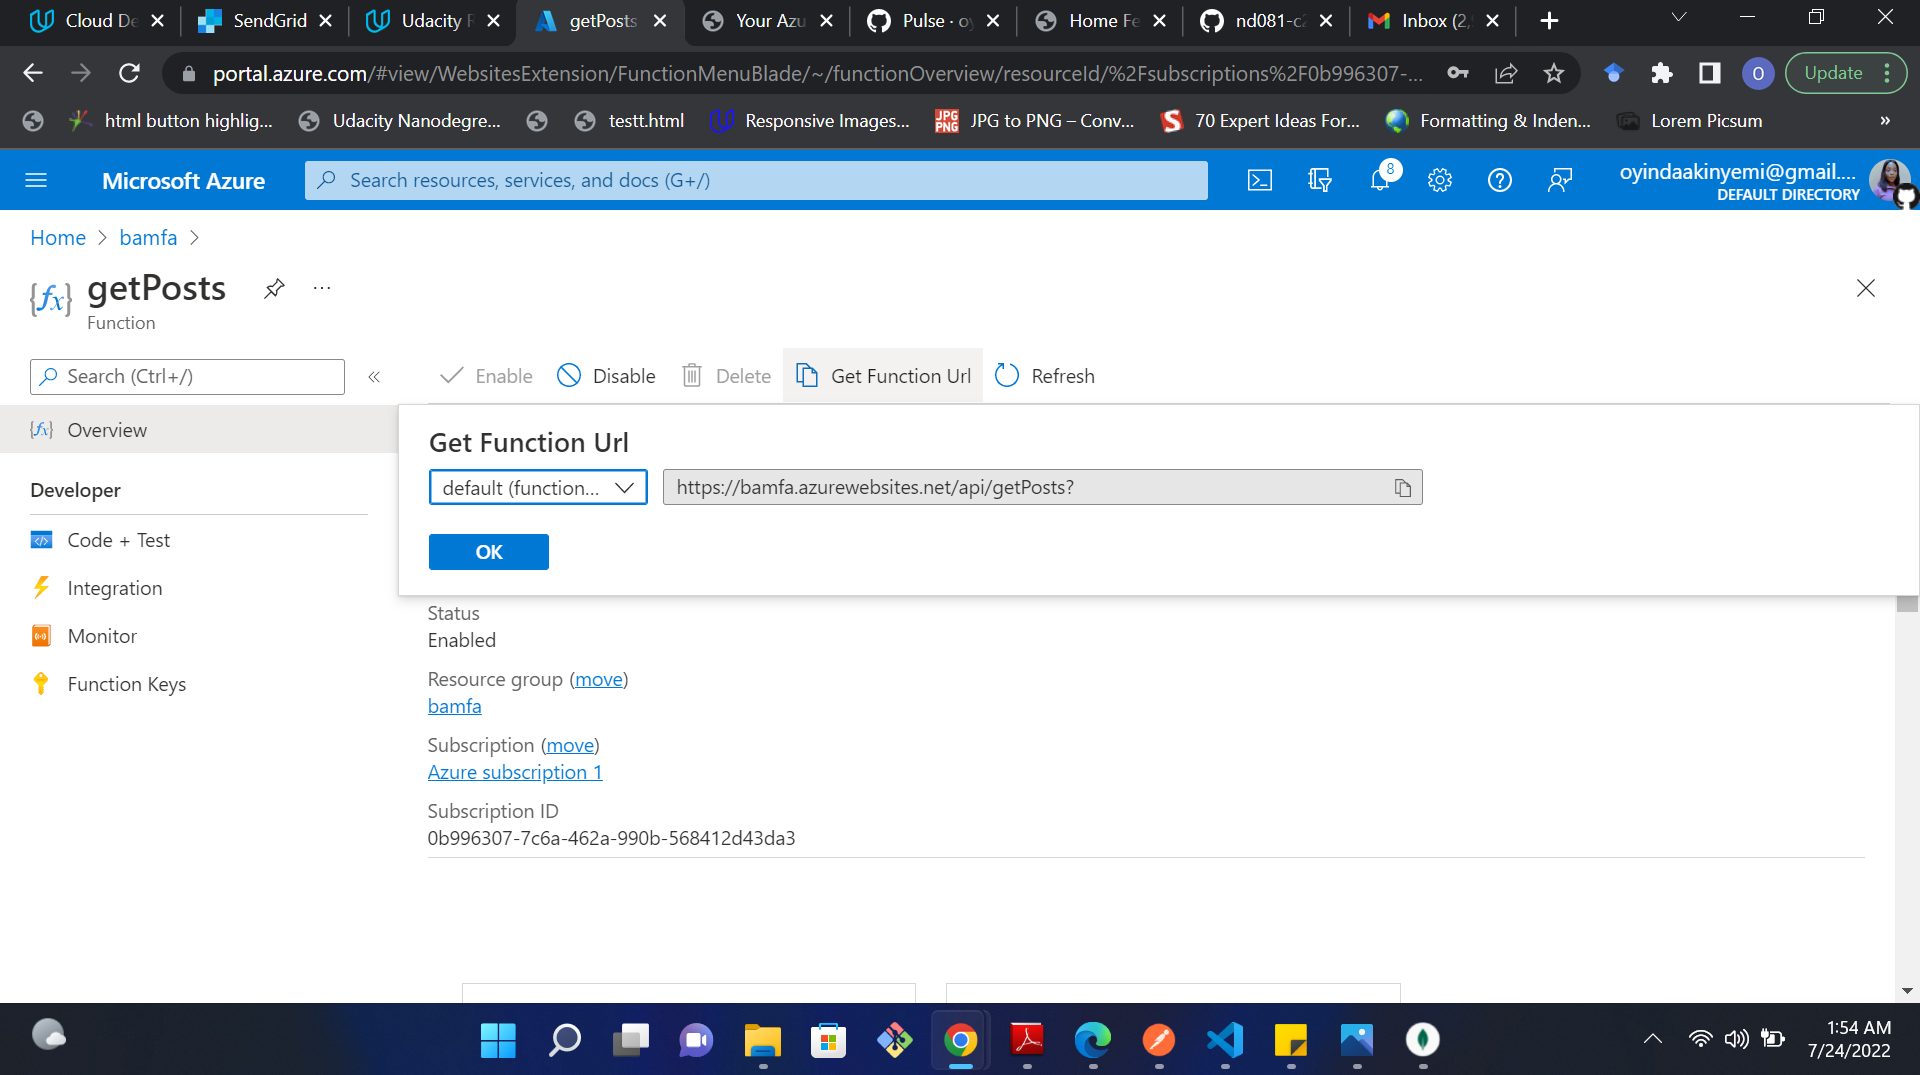 Cloud De
SendGrid
Udacity R
getPosts
Your Azu
Pulse · oy
Home Fe
nd081-c2
Inbox (2,
portal.azure.com/#view/WebsitesExtension/FunctionMenuBlade/~/functionOverview/resourceId/%2Fsubscriptions%2F0b996307-...
O
Update
html button highlig...
Udacity Nanodegre...
testt.html
Responsive Images...
JPG PNG
JPG to PNG – Conv...
70 Expert Ideas For...
Formatting & Inden...
Lorem Picsum
»
Microsoft Azure
Search resources, services, and docs (G+/)
8
oyindaakinyemi@gmail....
DEFAULT DIRECTORY
Home > bamfa >
getPosts
...
Function
Search (Ctrl+/)
«
Enable
Disable
Delete
Get Function Url
Refresh
Overview
Developer
Code + Test
Integration
Monitor
Function Keys
Get Function Url
default (function...
https://bamfa.azurewebsites.net/api/getPosts?
OK
Status
Enabled
Resource group (move)
bamfa
Subscription (move)
Azure subscription 1
Subscription ID
0b996307-7c6a-462a-990b-568412d43da3
1:54 AM
7/24/2022